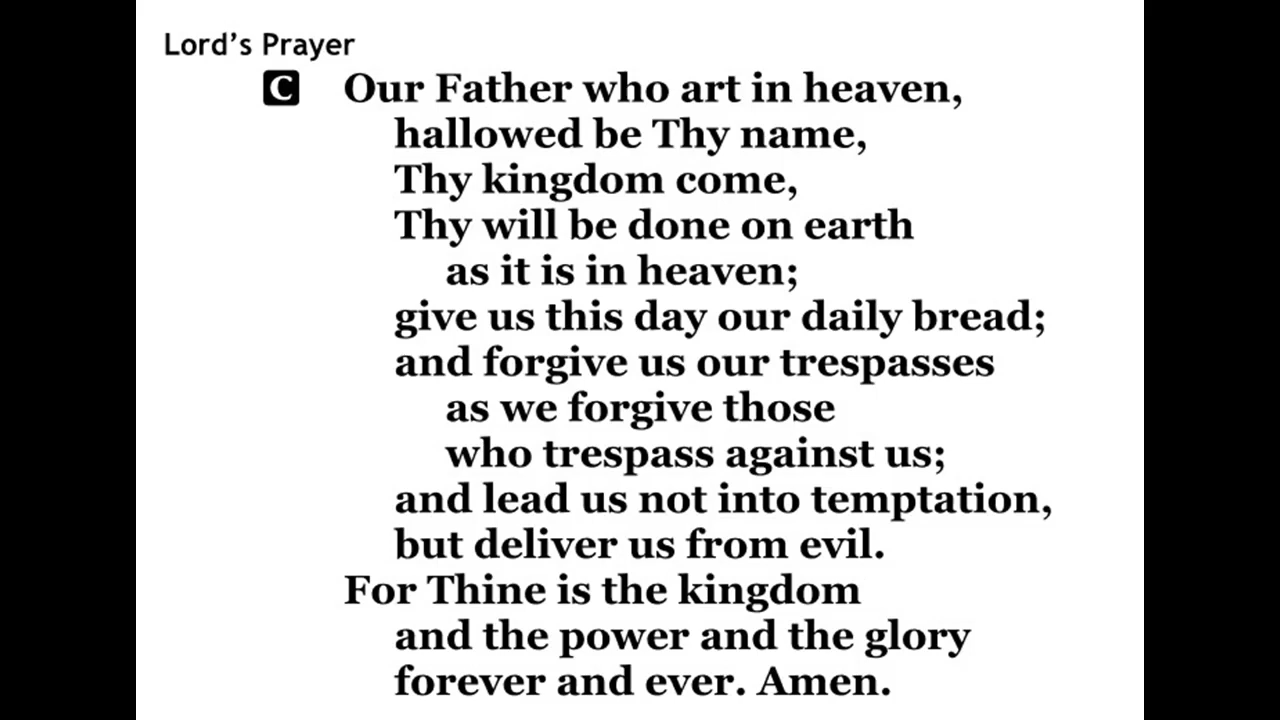 Lord's Prayer
C Our Father who art in heaven,
hallowed be Thy name,
Thy kingdom come,
Thy will be done on earth
as it is in heaven;
give us this day our daily bread;
and forgive us our trespasses
as we forgive those
who trespass against us;
and lead us not into temptation,
but deliver us from evil.
For Thine is the kingdom
and the power and the glory
forever and ever. Amen.